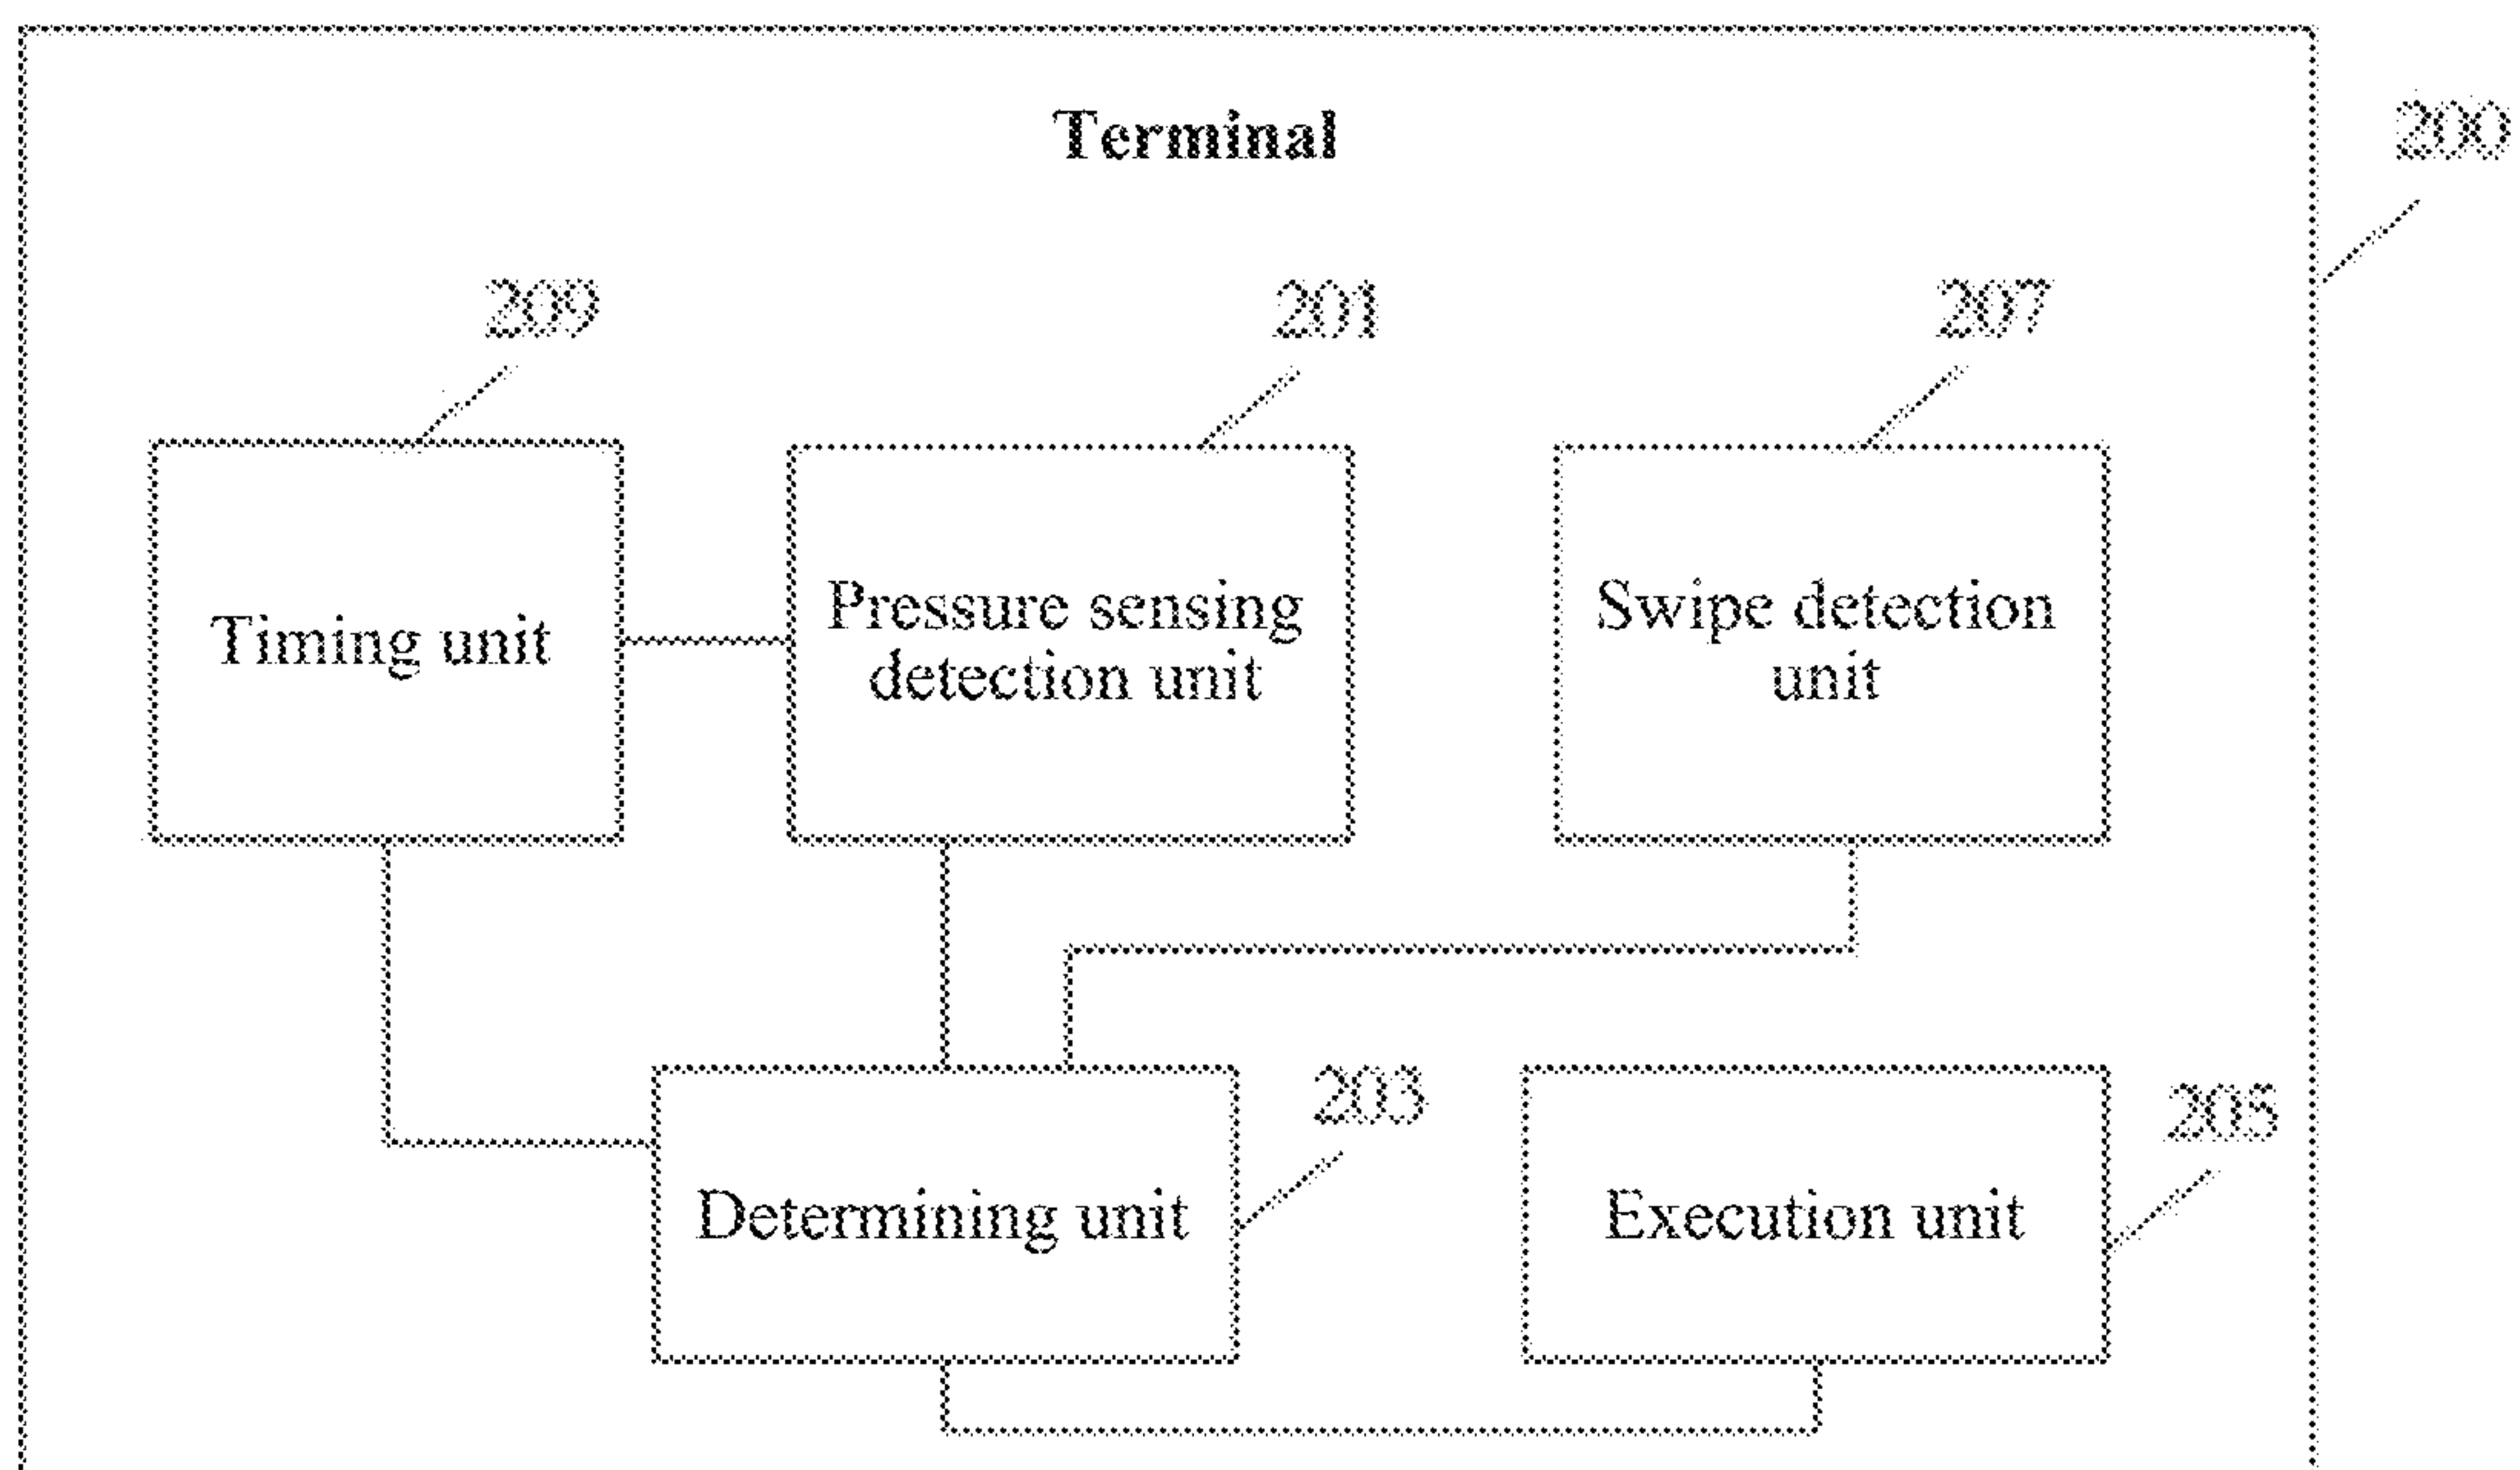 Terminal
200
209
201
207
Timing unit
Pressure sensing
detection unit
Swipe detection
unit
203
205
Determining unit
Execution unit